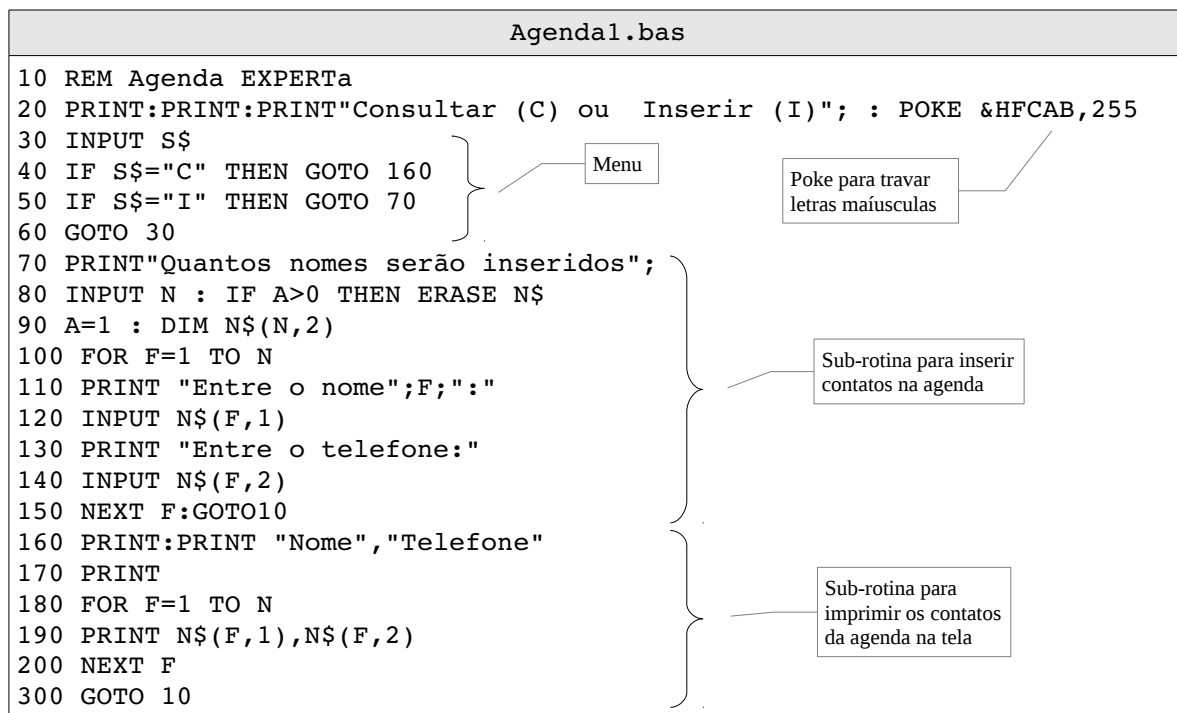 Agenda1.bas
10 REM Agenda EXPERTa
20 PRINT:PRINT:PRINT"Consultar (C) ou  Inserir (I)"; : POKE &HFCAB,255
30 INPUT S$
40 IF S$="C" THEN GOTO 160
50 IF S$="I" THEN GOTO 70
60 GOTO 30
Menu
Poke para travar
letras maíusculas
70 PRINT"Quantos nomes serão inseridos";
80 INPUT N : IF A>0 THEN ERASE N$
90 A=1 : DIM N$(N,2)
100 FOR F=1 TO N
110 PRINT "Entre o nome";F;":"
120 INPUT N$(F,1)
130 PRINT "Entre o telefone:"
140 INPUT N$(F,2)
150 NEXT F:GOTO10
Sub-rotina para inserir
contatos na agenda
160 PRINT:PRINT "Nome","Telefone"
170 PRINT
180 FOR F=1 TO N
190 PRINT N$(F,1),N$(F,2)
200 NEXT F
300 GOTO 10
Sub-rotina para
imprimir os contatos
da agenda na tela